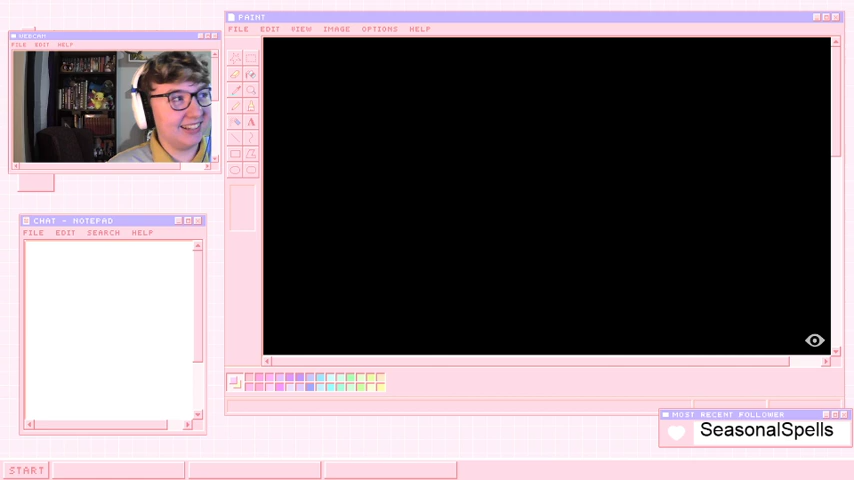 PAINT
FILE EDIT VIEW IMAGE OPTIONS HELP
WEBCAM
FILE EDIT HELP
A
CHAT - NOTEPAD
FILE EDIT SEARCH HELP
MOST RECENT FOLLOWER
SeasonalSpells
START